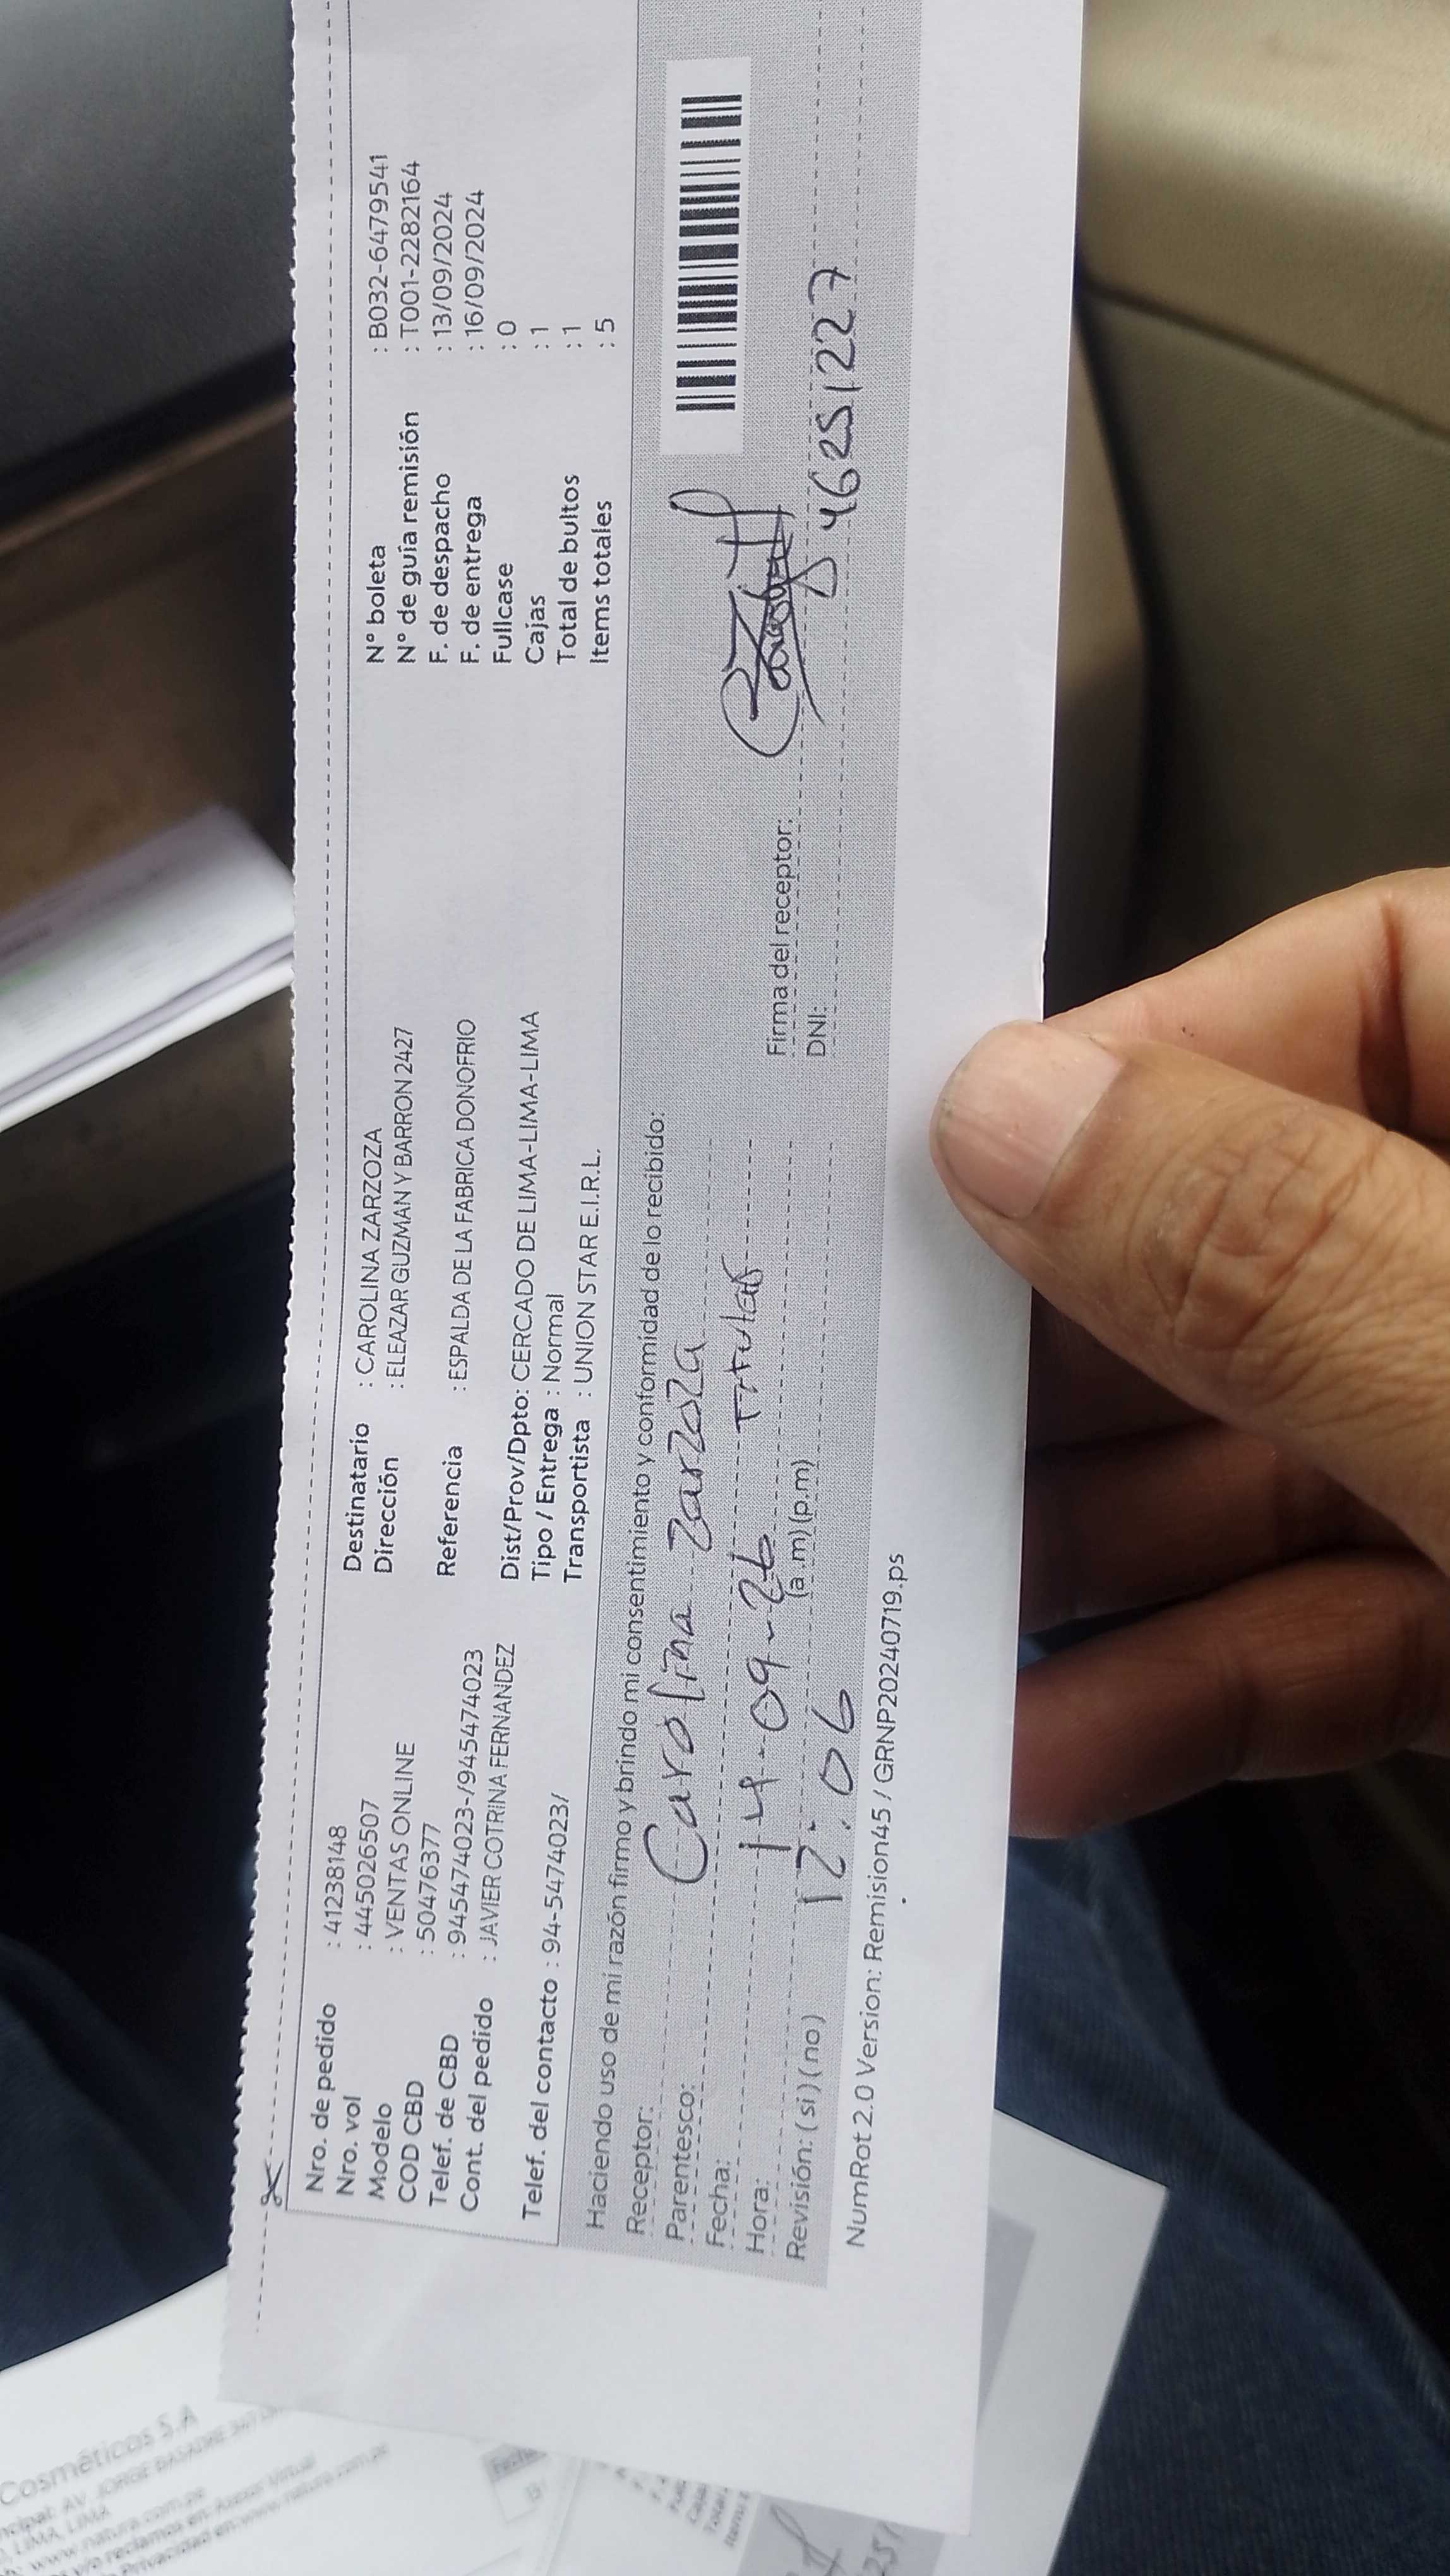 Nro. de pedido : 41238148
Nro. vol : 445026507
Modelo : VENTAS ONLINE
COD CBD : 50476377
Telef. de CBD : 945474023-/945474023
Cont. del pedido : JAVIER COTRINA FERNANDEZ
Telef. del contacto : 94-5474023/
Destinatario : CAROLINA ZARZOZA
Dirección : ELEAZAR GUZMAN Y BARRON 2427
Referencia : ESPALDA DE LA FABRICA DONOFRIO
Dist/Prov/Dpto: CERCADO DE LIMA-LIMA-LIMA
Tipo / Entrega : Normal
Transportista : UNION STAR E.I.R.L.
N° boleta : B032-6479541
N° de guía remisión : T001-2282164
F. de despacho : 13/09/2024
F. de entrega : 16/09/2024
Fullcase : 0
Cajas : 1
Total de bultos : 1
Items totales : 5
Haciendo uso de mi razón firmo y brindo mi consentimiento y conformidad de lo recibido:
Receptor: Carolina Zarzoza
Parentesco: Titular
Fecha: 14-09-26
Hora: 12:06 (a.m) (p.m)
Revisión: (si) (no)
Firma del receptor:
DNI: 46251227
NumRot 2.0 Version: Remision45 / GRNP20240719.ps
Cosméticos S.A